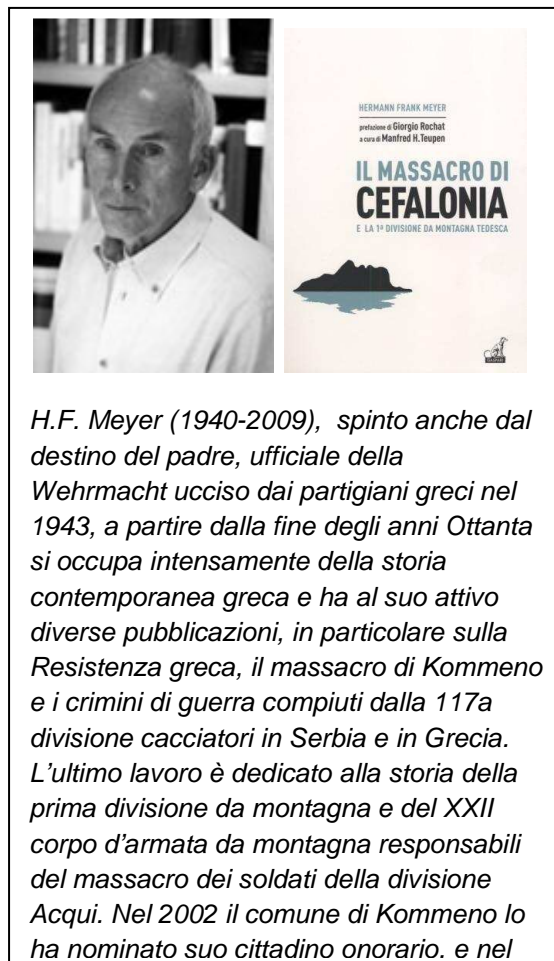 HERMANN FRANK MEYER
prefazione di Giorgio Rochat
a cura di Manfred H. Teupen
IL MASSACRO DI
CEFALONIA
E LA 1ª DIVISIONE DA MONTAGNA TEDESCA
GASPARI
H.F. Meyer (1940-2009), spinto anche dal
destino del padre, ufficiale della
Wehrmacht ucciso dai partigiani greci nel
1943, a partire dalla fine degli anni Ottanta
si occupa intensamente della storia
contemporanea greca e ha al suo attivo
diverse pubblicazioni, in particolare sulla
Resistenza greca, il massacro di Kommeno
e i crimini di guerra compiuti dalla 117a
divisione cacciatori in Serbia e in Grecia.
L'ultimo lavoro è dedicato alla storia della
prima divisione da montagna e del XXII
corpo d'armata da montagna responsabili
del massacro dei soldati della divisione
Acqui. Nel 2002 il comune di Kommeno lo
ha nominato suo cittadino onorario. e nel